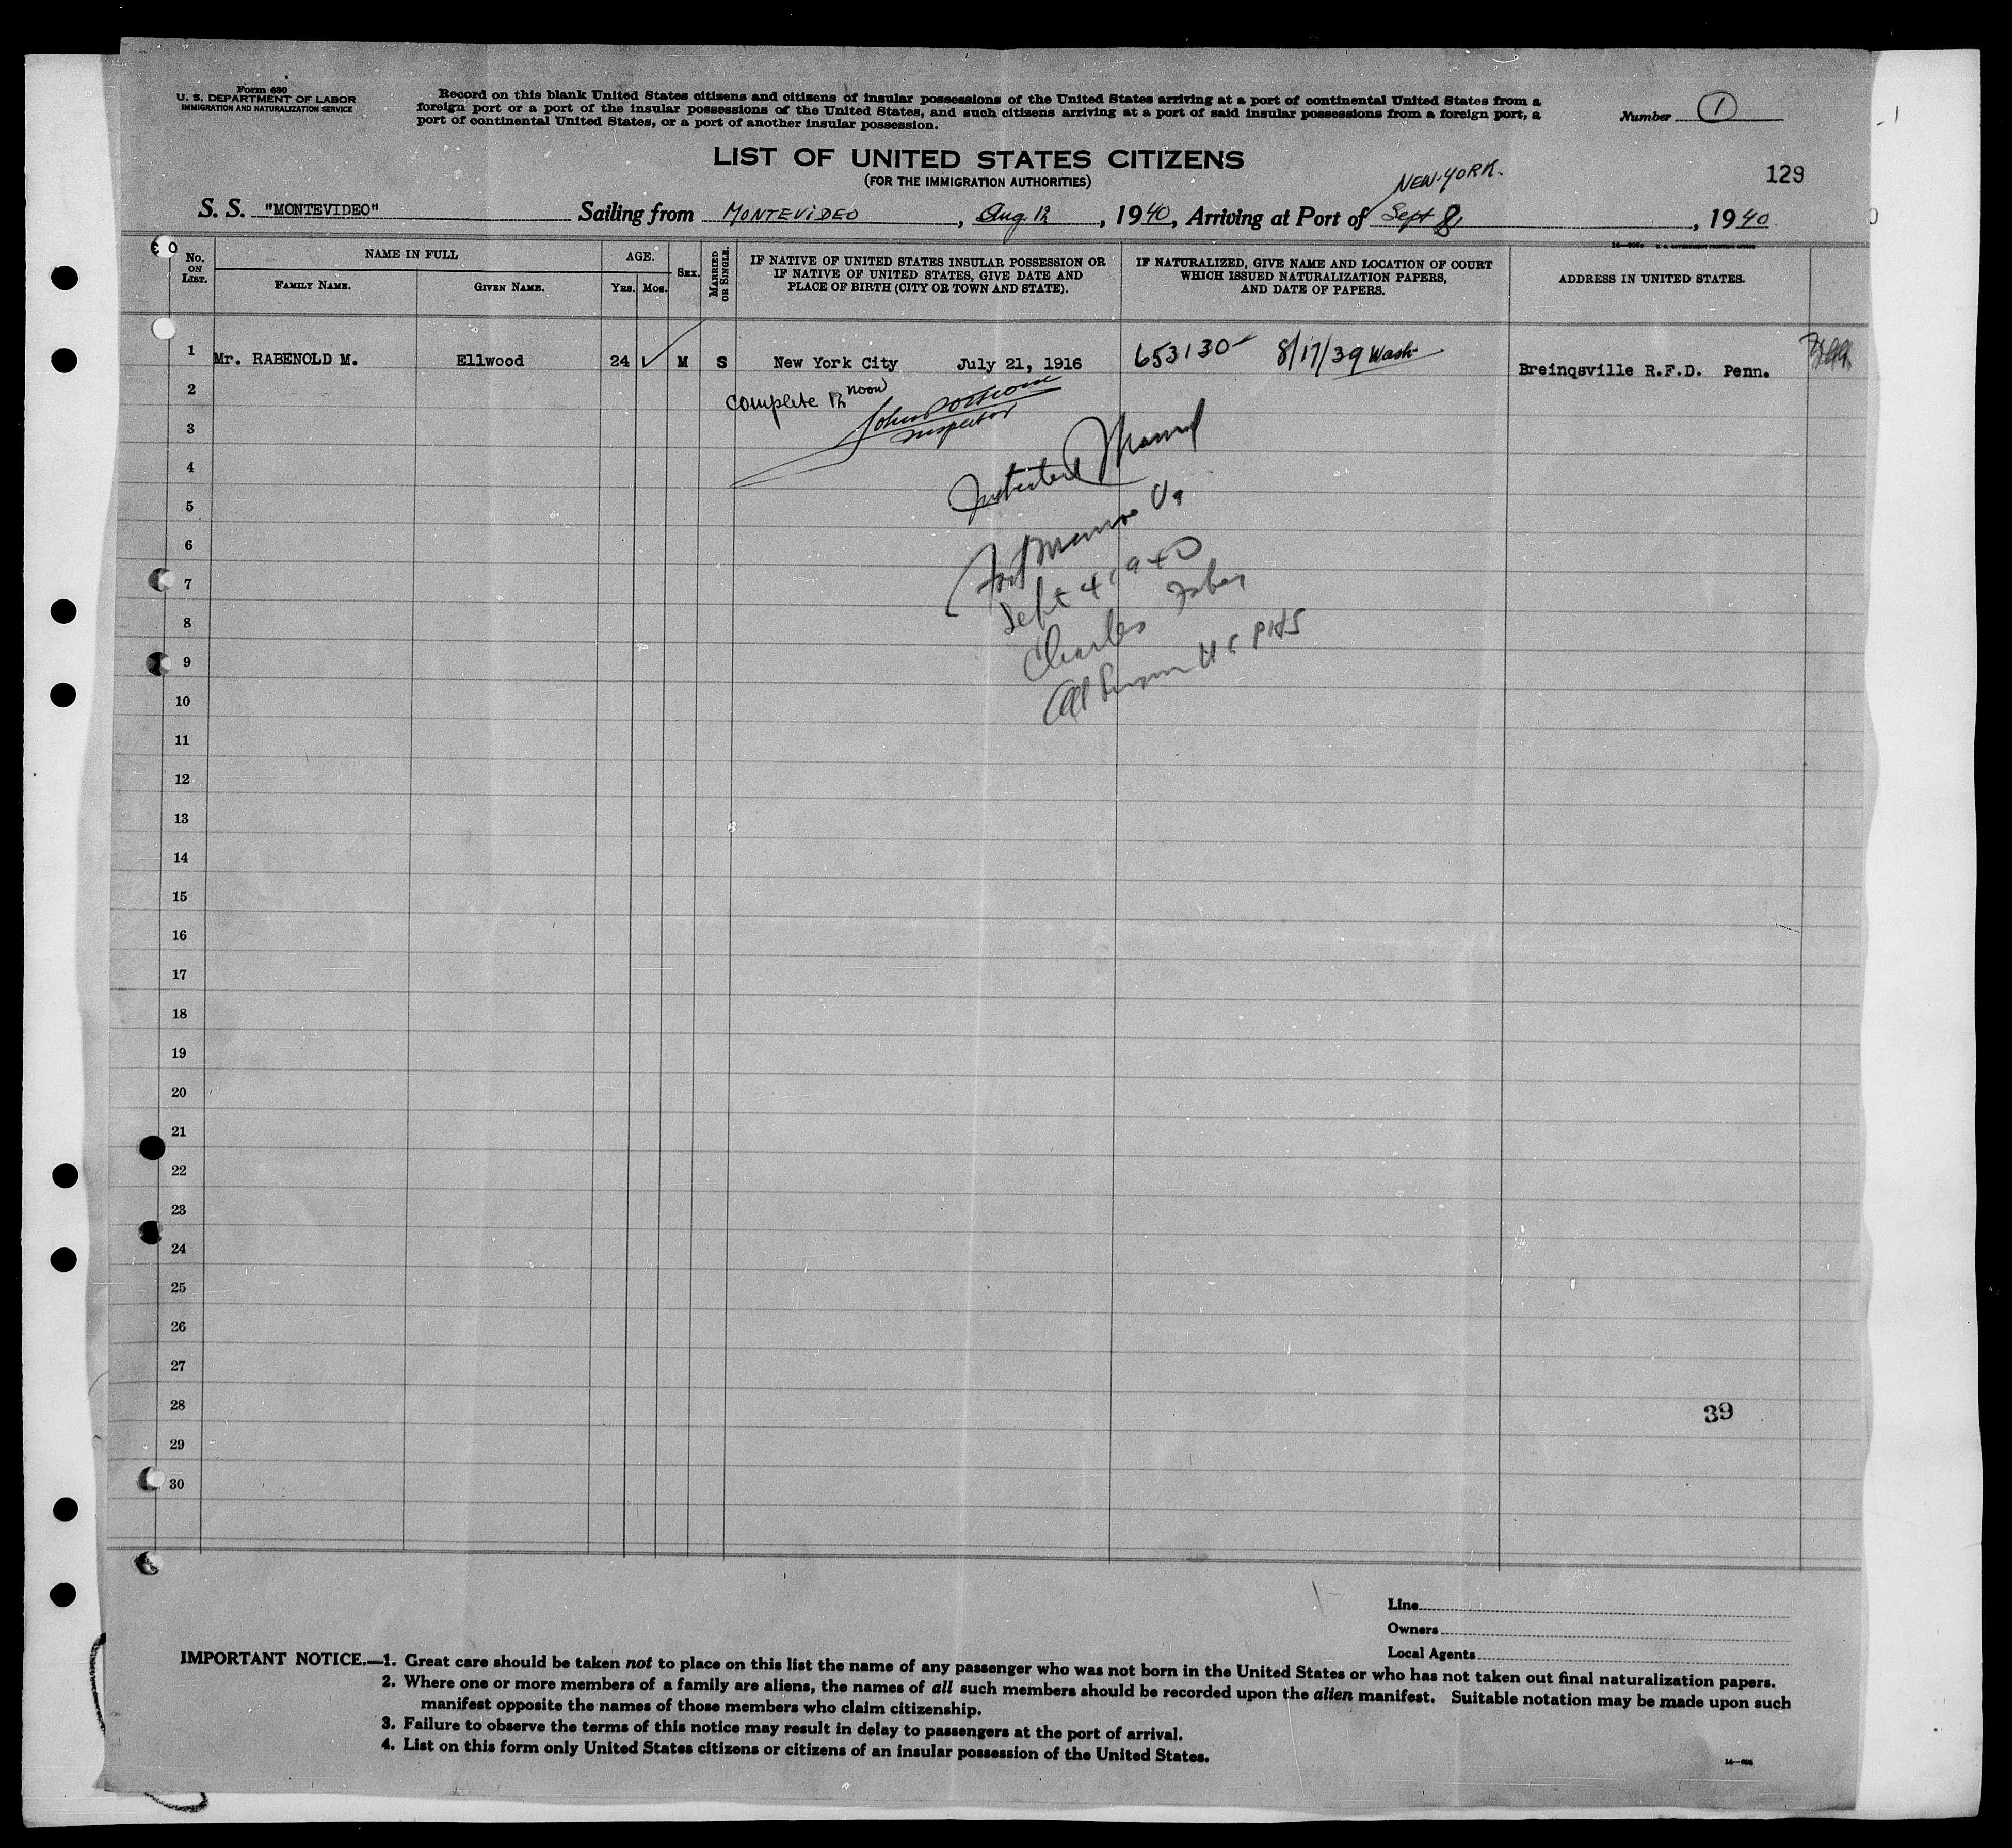 Form 630
U. S. DEPARTMENT OF LABOR
IMMIGRATION AND NATURALIZATION SERVICE
Record on this blank United States citizens and citizens of insular possessions of the United States arriving at a port of continental United States from a
foreign port or a port of the insular possessions of the United States, and such citizens arriving at a port of said insular possessions from a foreign port, a
port of continental United States, or a port of another insular possession.
Number 1
LIST OF UNITED STATES CITIZENS
(FOR THE IMMIGRATION AUTHORITIES)
129
NEW-YORK.
S. S. "MONTEVIDEO" Sailing from MONTEVIDEO, Aug. 12, 1940, Arriving at Port of Sept 8, 1940
No. ON LIST.
NAME IN FULL
FAMILY NAME. GIVEN NAME.
AGE.
Yrs. Mos.
SEX.
MARRIED OR SINGLE.
IF NATIVE OF UNITED STATES INSULAR POSSESSION OR
IF NATIVE OF UNITED STATES, GIVE DATE AND
PLACE OF BIRTH (CITY OR TOWN AND STATE).
IF NATURALIZED, GIVE NAME AND LOCATION OF COURT
WHICH ISSUED NATURALIZATION PAPERS,
AND DATE OF PAPERS.
ADDRESS IN UNITED STATES.
1 Mr. RABENOLD M. Ellwood 24 M S New York City July 21, 1916 653130 8/17/39 Wash Breinqsville R.F.D. Penn.
2 Complete 12 noon
Inspector
3
4
5
6
Va
7
Sept 4 1940
8
Charles
9
PHS
10
11
12
13
14
15
16
17
18
19
20
21
22
23
24
25
26
27
28
39
29
30
Line
Owners
Local Agents
IMPORTANT NOTICE.—1. Great care should be taken not to place on this list the name of any passenger who was not born in the United States or who has not taken out final naturalization papers.
2. Where one or more members of a family are aliens, the names of all such members should be recorded upon the alien manifest. Suitable notation may be made upon such
manifest opposite the names of those members who claim citizenship.
3. Failure to observe the terms of this notice may result in delay to passengers at the port of arrival.
4. List on this form only United States citizens or citizens of an insular possession of the United States.